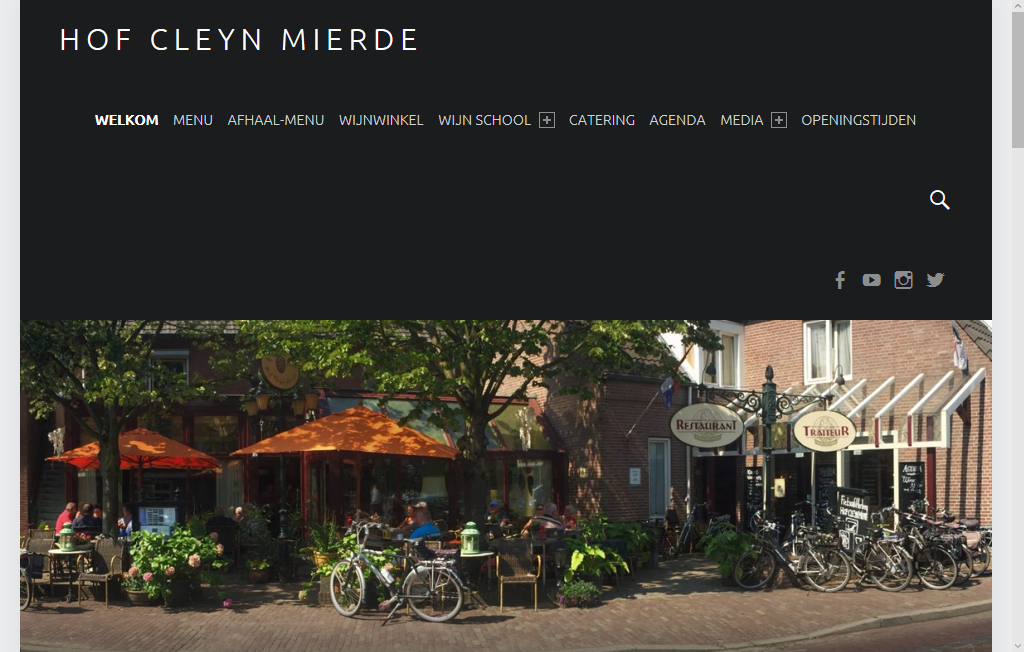 HOF CLEYN MIERDE
WELKOM MENU AFHAAL-MENU WIJNWINKEL WIJN SCHOOL CATERING AGENDA MEDIA OPENINGSTIJDEN
RESTAURANT
TRAITEUR